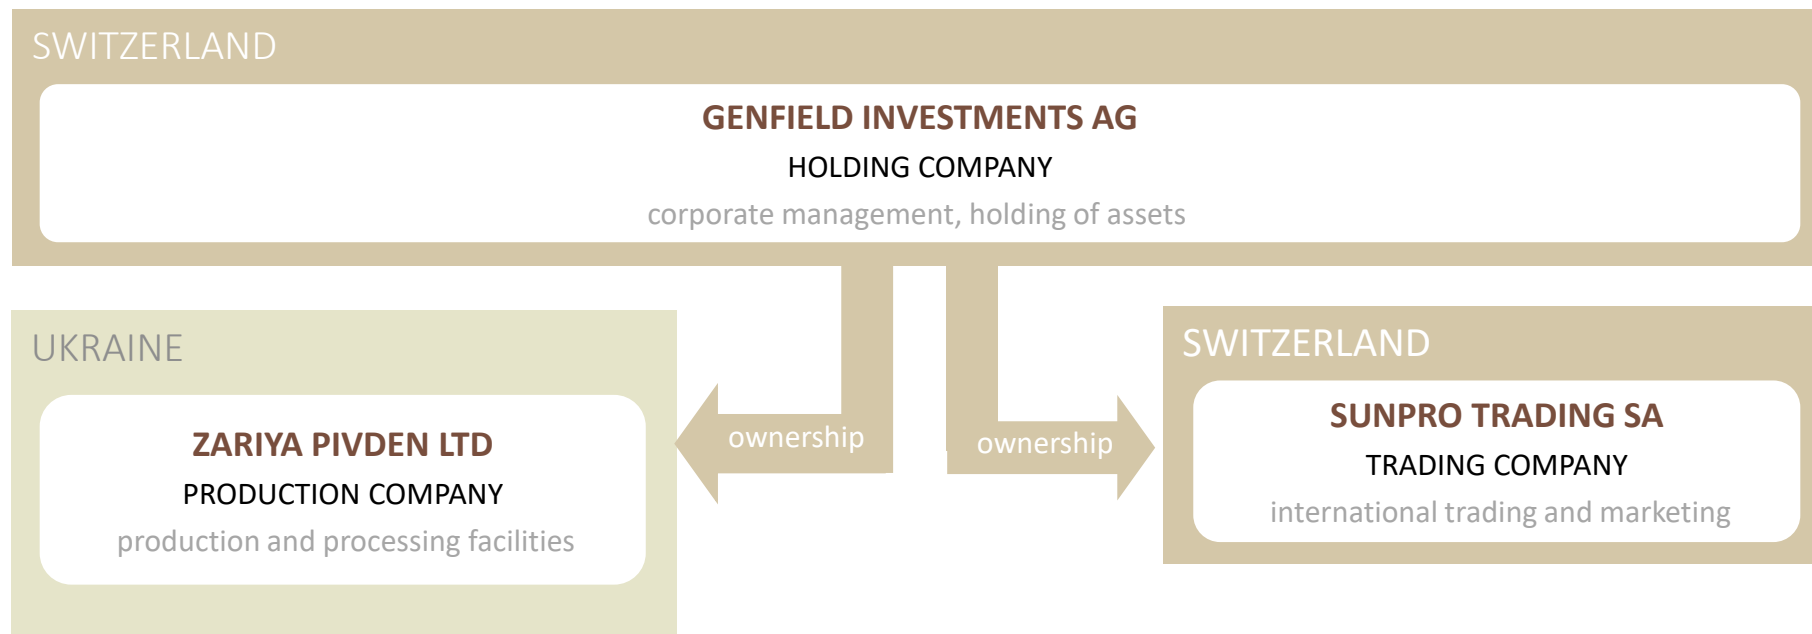 SWITZERLAND
GENFIELD INVESTMENTS AG
HOLDING COMPANY
corporate management, holding of assets
UKRAINE
ZARIYA PIVDEN LTD
PRODUCTION COMPANY
production and processing facilities
ownership
ownership
SWITZERLAND
SUNPRO TRADING SA
TRADING COMPANY
international trading and marketing